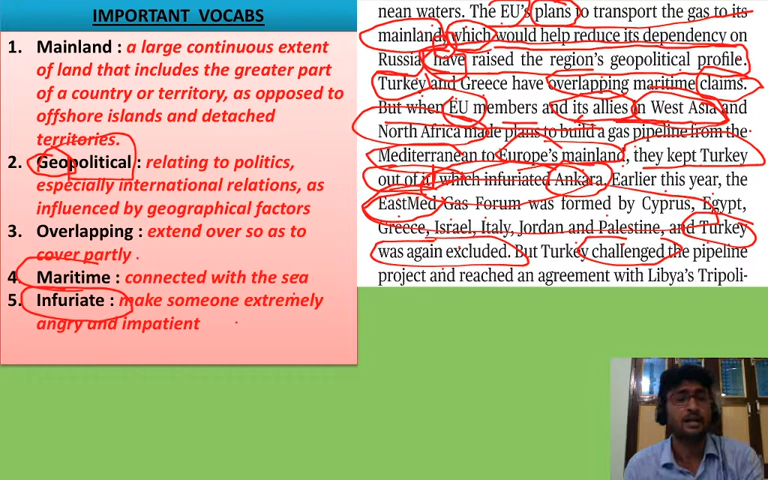 IMPORTANT VOCABS
1. Mainland : a large continuous extent
of land that includes the greater part
of a country or territory, as opposed to
offshore islands and detached
territories.
2. Geopolitical : relating to politics,
especially international relations, as
influenced by geographical factors
3. Overlapping : extend over so as to
cover partly .
4. Maritime : connected with the sea
5. Infuriate : make someone extremely
angry and impatient
nean waters. The EU's plans to transport the gas to its
mainland, which would help reduce its dependency on
Russia, have raised the region's geopolitical profile.
Turkey and Greece have overlapping maritime claims.
But when EU members and its allies in West Asia and
North Africa made plans to build a gas pipeline from the
Mediterranean to Europe's mainland, they kept Turkey
out of it, which infuriated Ankara. Earlier this year, the
EastMed Gas Forum was formed by Cyprus, Egypt,
Greece, Israel, Italy, Jordan and Palestine, and Turkey
was again excluded. But Turkey challenged the pipeline
project and reached an agreement with Libya's Tripoli-